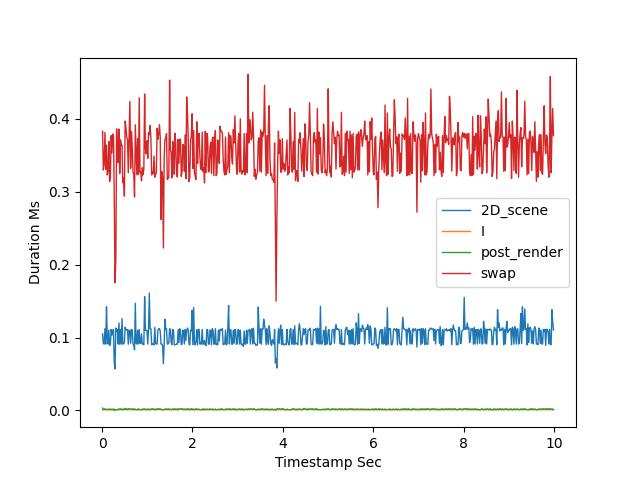 0.4
0.3
0.2
0.1
0.0
Duration Ms
2D_scene
I
post_render
swap
0 2 4 6 8 10
Timestamp Sec